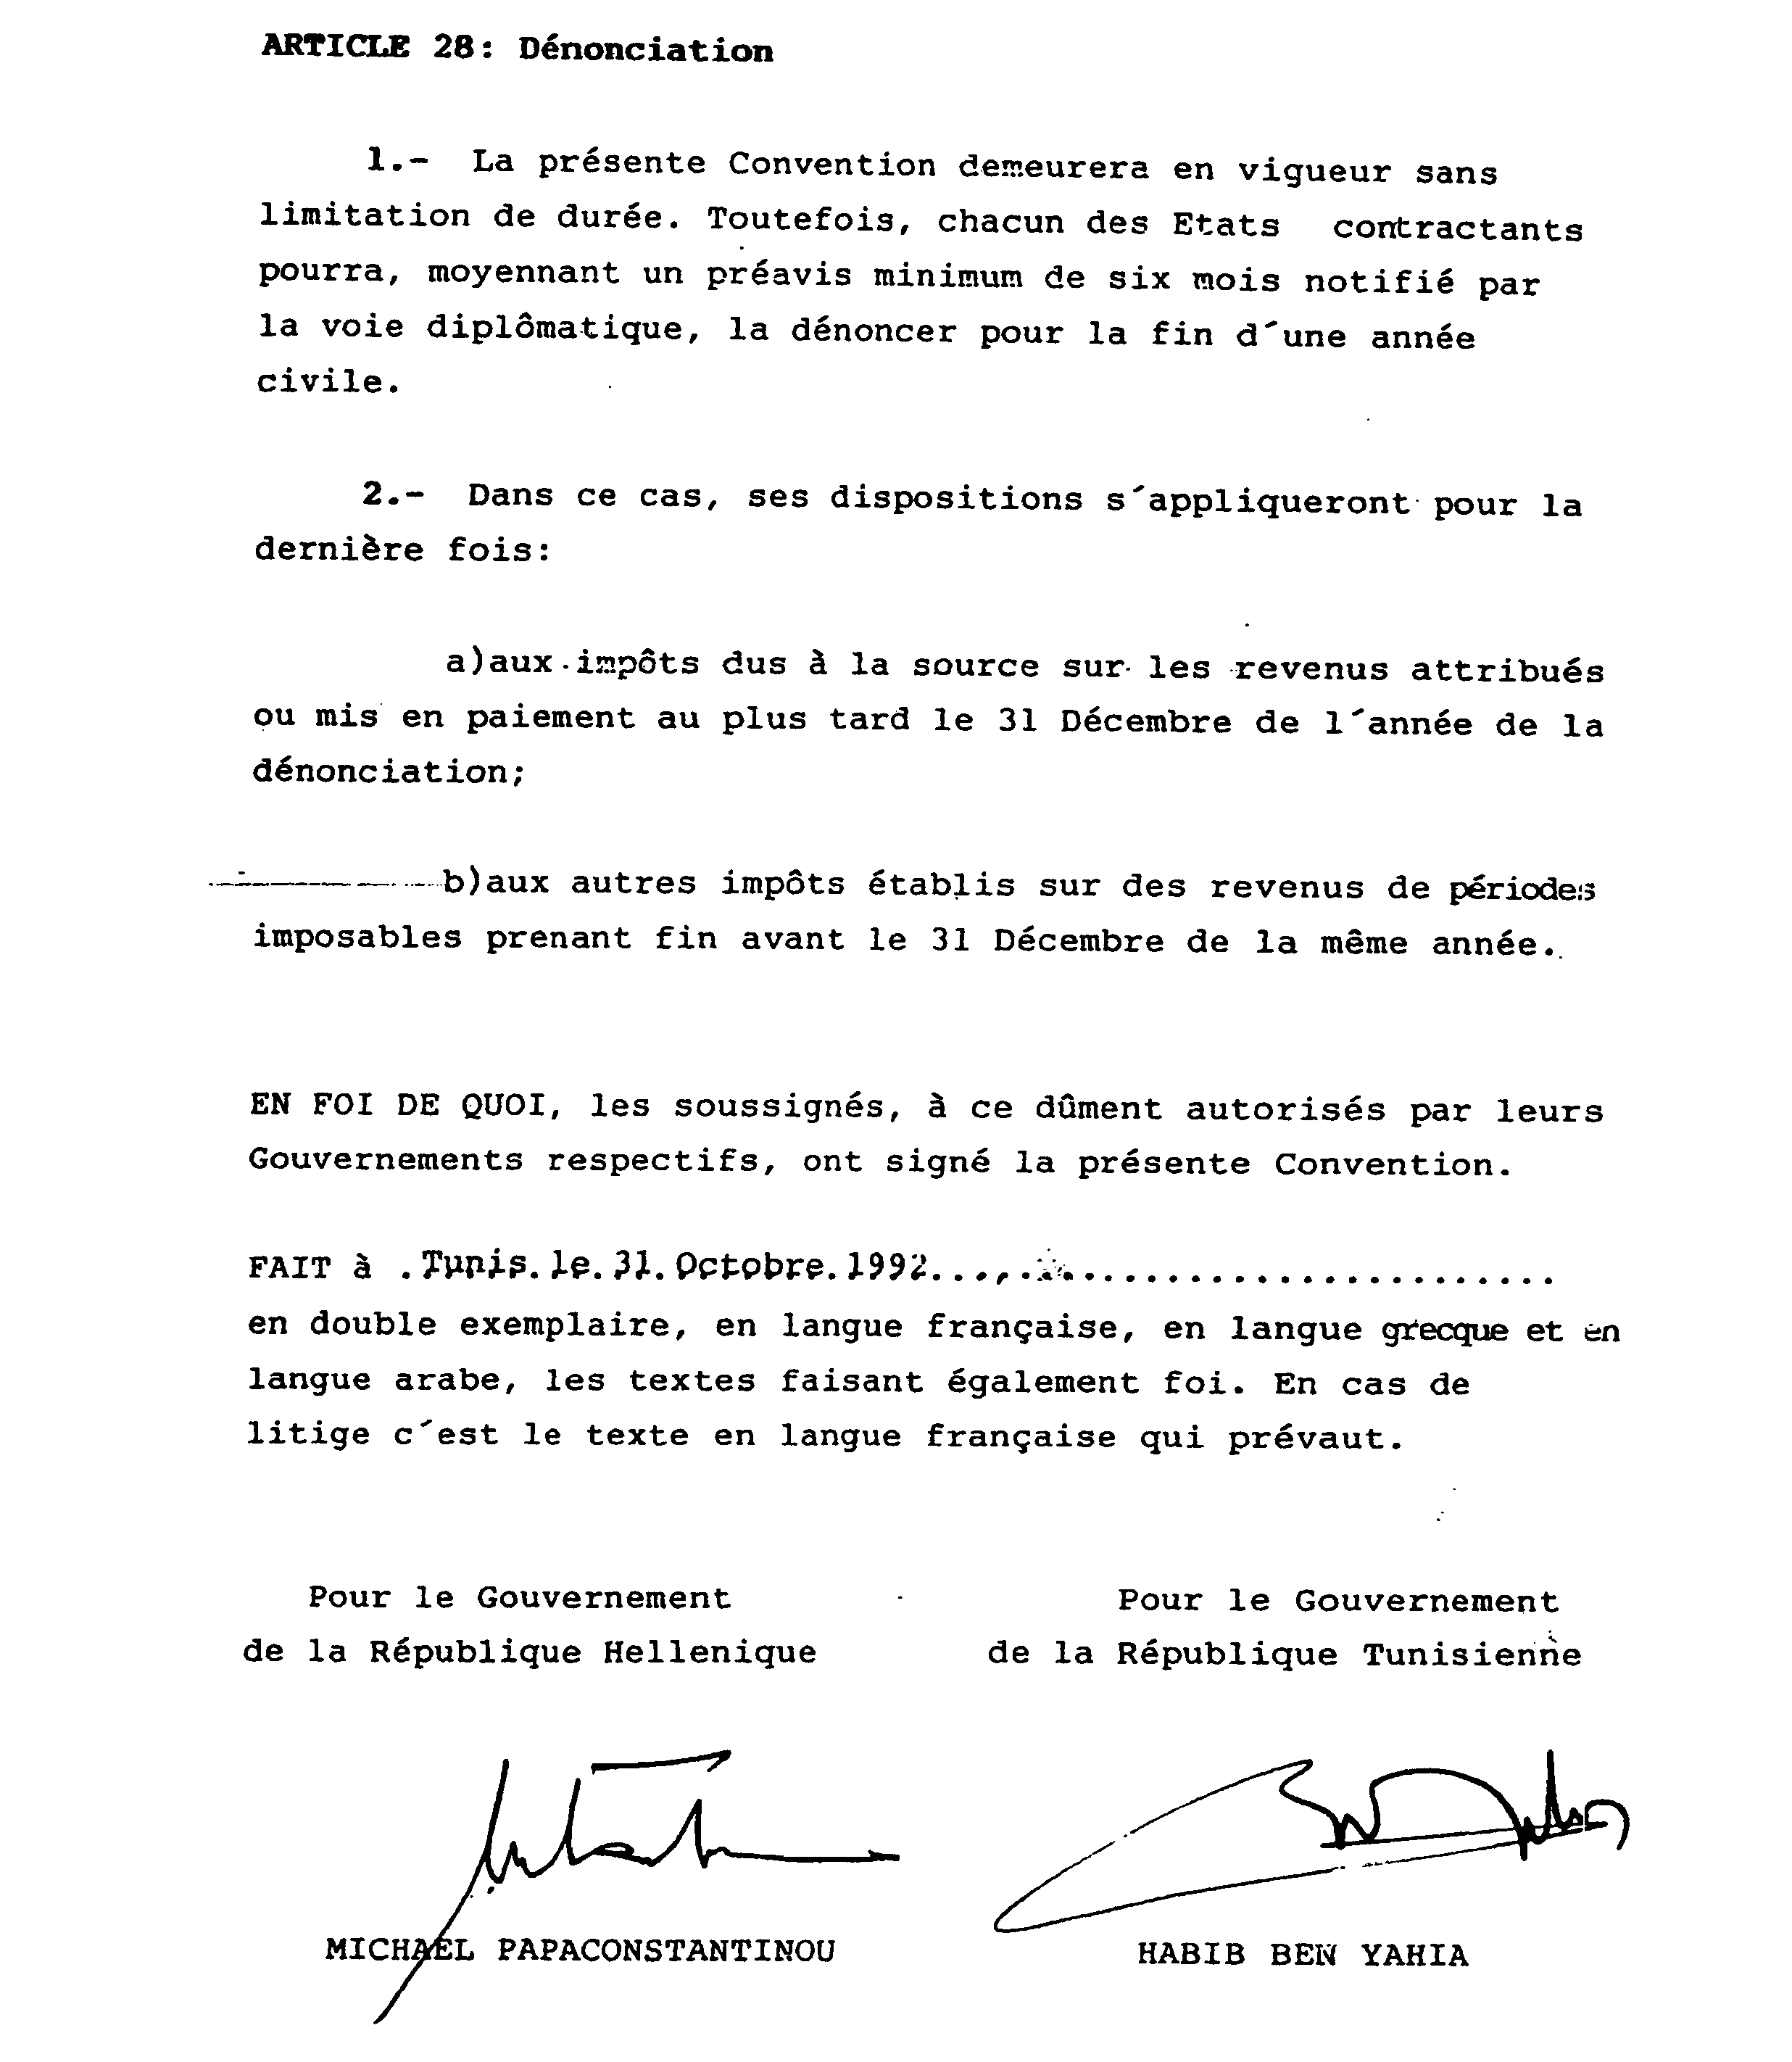 ARTICLE 28: Dénonciation
1.- La présente Convention demeurera en vigueur sans
limitation de durée. Toutefois, chacun des Etats contractants
pourra, moyennant un préavis minimum de six mois notifié par
la voie diplômatique, la dénoncer pour la fin d´une année
civile.
2.- Dans ce cas, ses dispositions s´appliqueront pour la
dernière fois:
a)aux impôts dus à la source sur les revenus attribués
ou mis en paiement au plus tard le 31 Décembre de l´année de la
dénonciation;
b)aux autres impôts établis sur des revenus de périodes
imposables prenant fin avant le 31 Décembre de la même année.
EN FOI DE QUOI, les soussignés, à ce dûment autorisés par leurs
Gouvernements respectifs, ont signé la présente Convention.
FAIT à .Tunis.le.31.Octobre.1992..............................
en double exemplaire, en langue française, en langue grecque et en
langue arabe, les textes faisant également foi. En cas de
litige c´est le texte en langue française qui prévaut.
Pour le Gouvernement
de la République Hellenique
Pour le Gouvernement
de la République Tunisienne
MICHAEL PAPACONSTANTINOU
HABIB BEN YAHIA